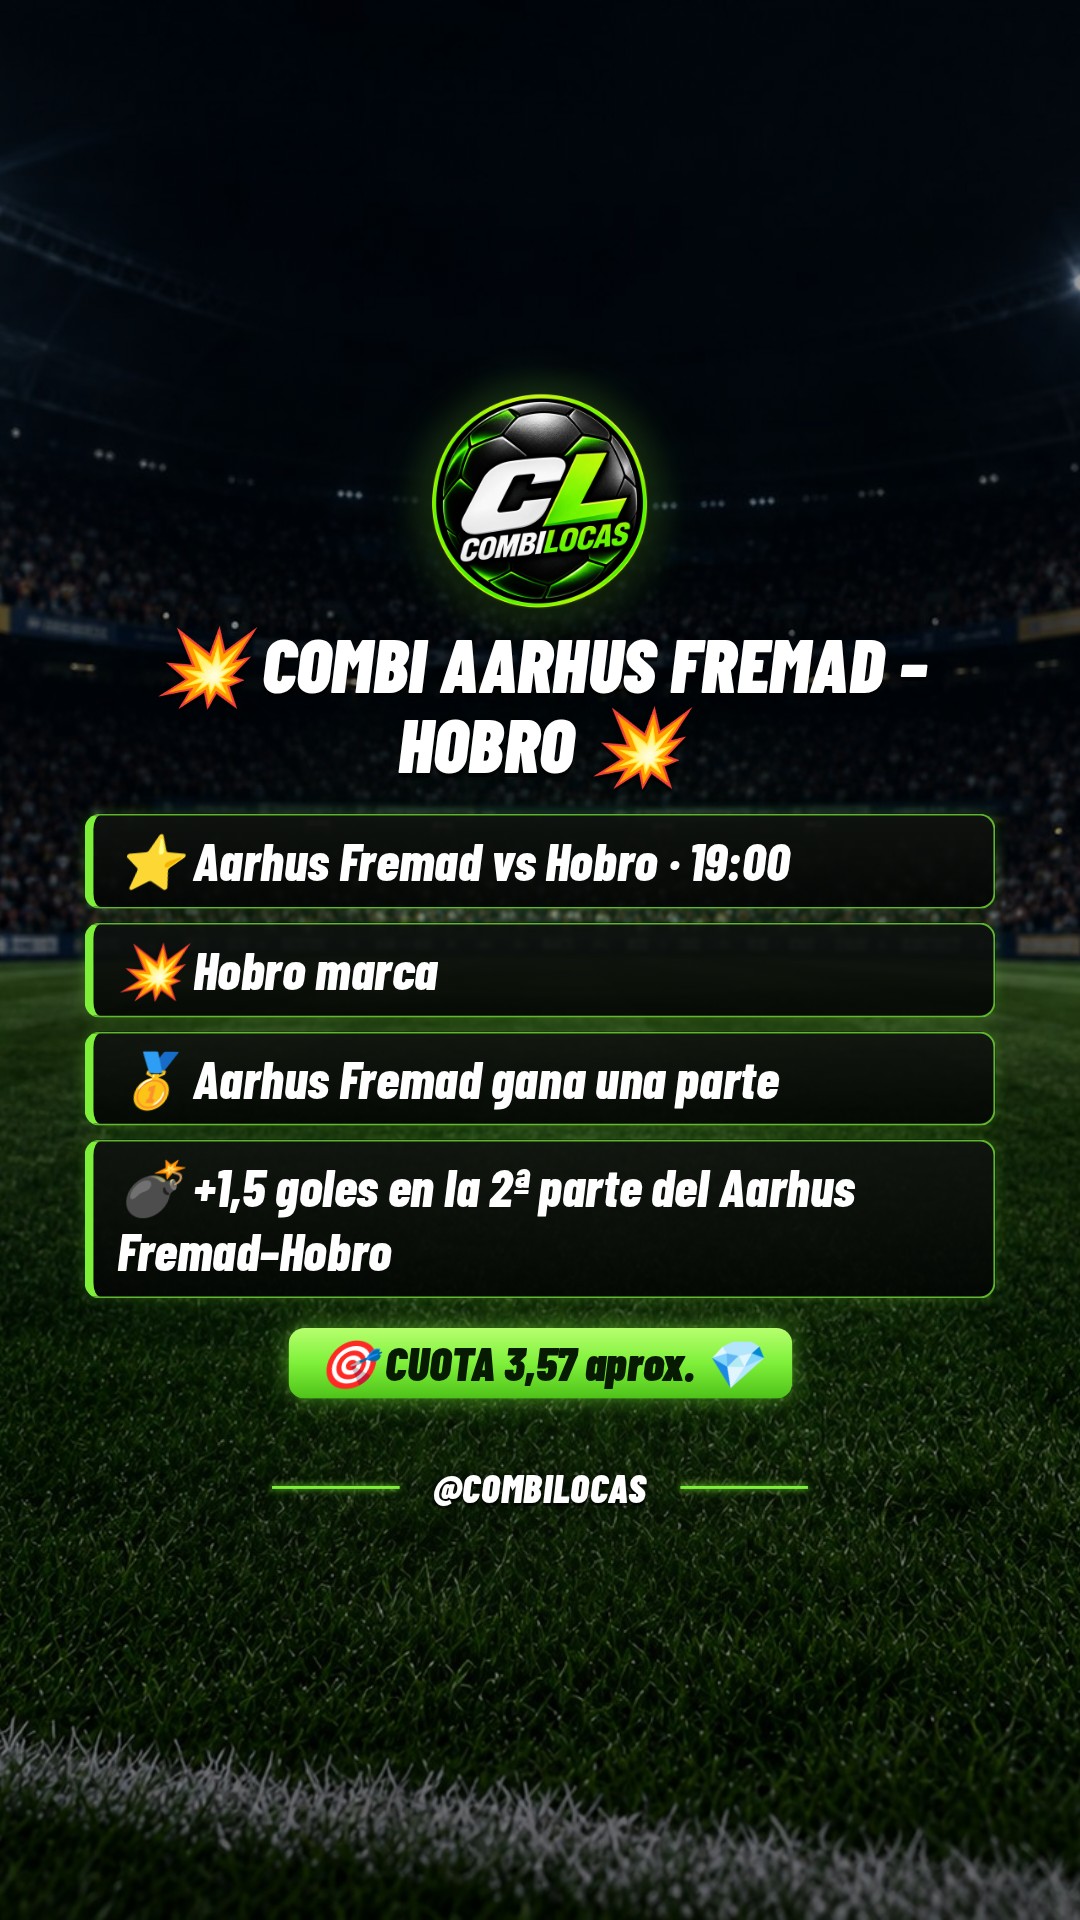 CL
COMBILOCAS
💥 COMBI AARHUS FREMAD –
HOBRO 💥
⭐ Aarhus Fremad vs Hobro · 19:00
💥 Hobro marca
🥇 Aarhus Fremad gana una parte
💣 +1,5 goles en la 2ª parte del Aarhus
Fremad–Hobro
🎯 CUOTA 3,57 aprox. 💎
@COMBILOCAS